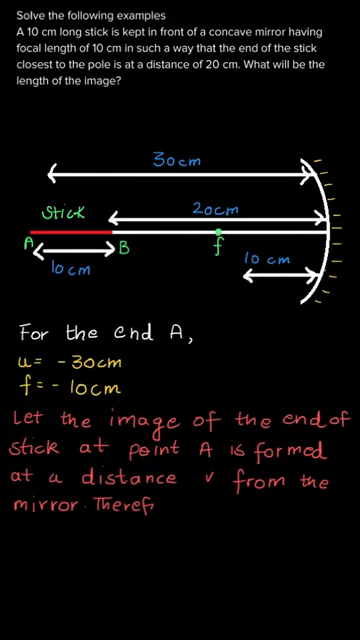 Solve the following examples
A 10 cm long stick is kept in front of a concave mirror having
focal length of 10 cm in such a way that the end of the stick
closest to the pole is at a distance of 20 cm. What will be the
length of the image?
30cm
Stick
20cm
A
B
f
10cm
10 cm
For the end A,
u= -30cm
f= - 10cm
Let the image of the end of
stick at point A is formed
at a distance v from the
mirror. Theref